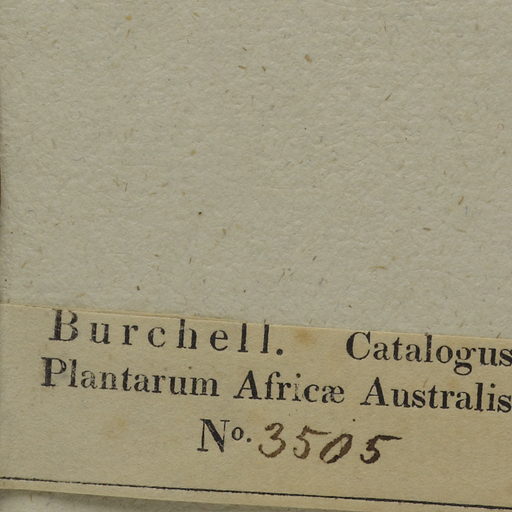 Burchell. Catalogus
Plantarum Africæ Australis
Nº. 3505